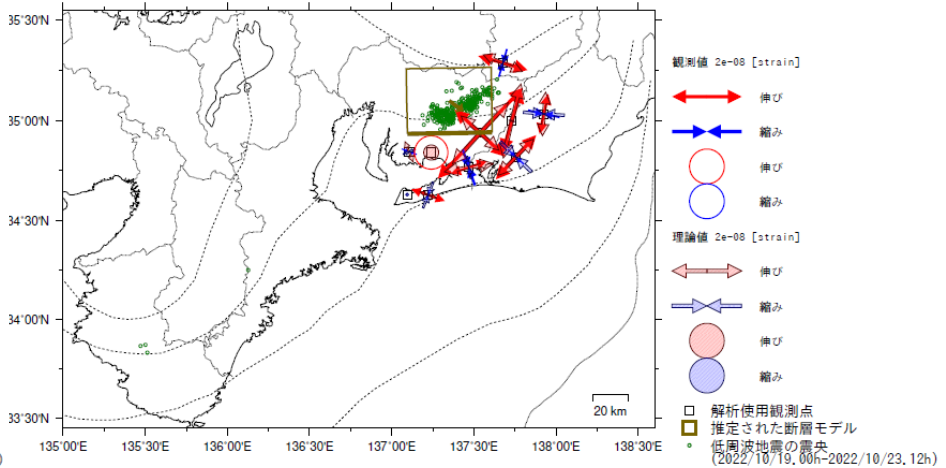 35°30'N
35°00'N
34°30'N
34°00'N
33°30'N
135°00'E
135°30'E
136°00'E
136°30'E
137°00'E
137°30'E
138°00'E
138°30'E
20 km
観測値 2e-08 [strain]
伸び
縮み
伸び
縮み
理論値 2e-08 [strain]
伸び
縮み
伸び
縮み
解析使用観測点
推定された断層モデル
低周波地震の震央
(2022/10/19.00h-2022/10/23.12h)
)